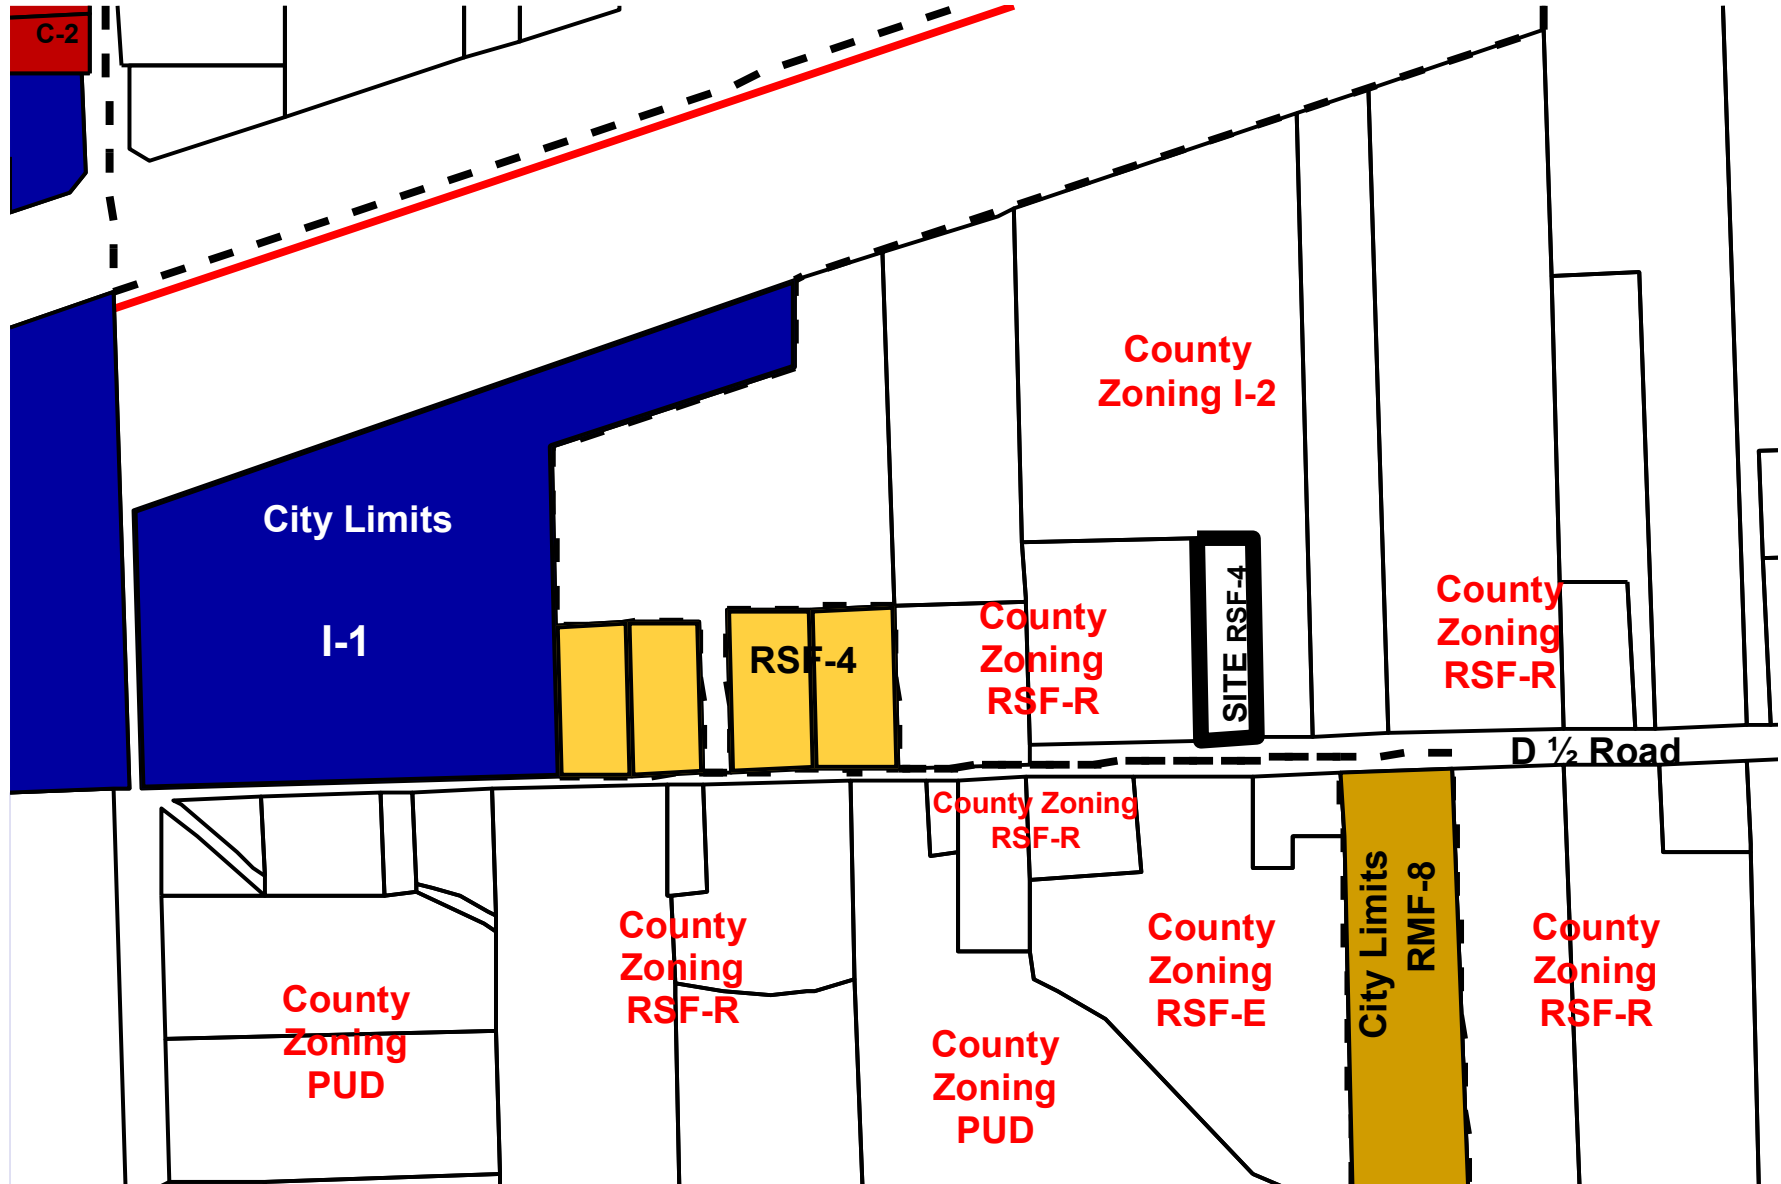 C-2
County
Zoning I-2
City Limits
I-1
RSF-4
County
Zoning
RSF-R
SITE RSF-4
County
Zoning
RSF-R
D ½ Road
County Zoning
RSF-R
County
Zoning
PUD
County
Zoning
RSF-R
County
Zoning
PUD
County
Zoning
RSF-E
City Limits
RMF-8
County
Zoning
RSF-R